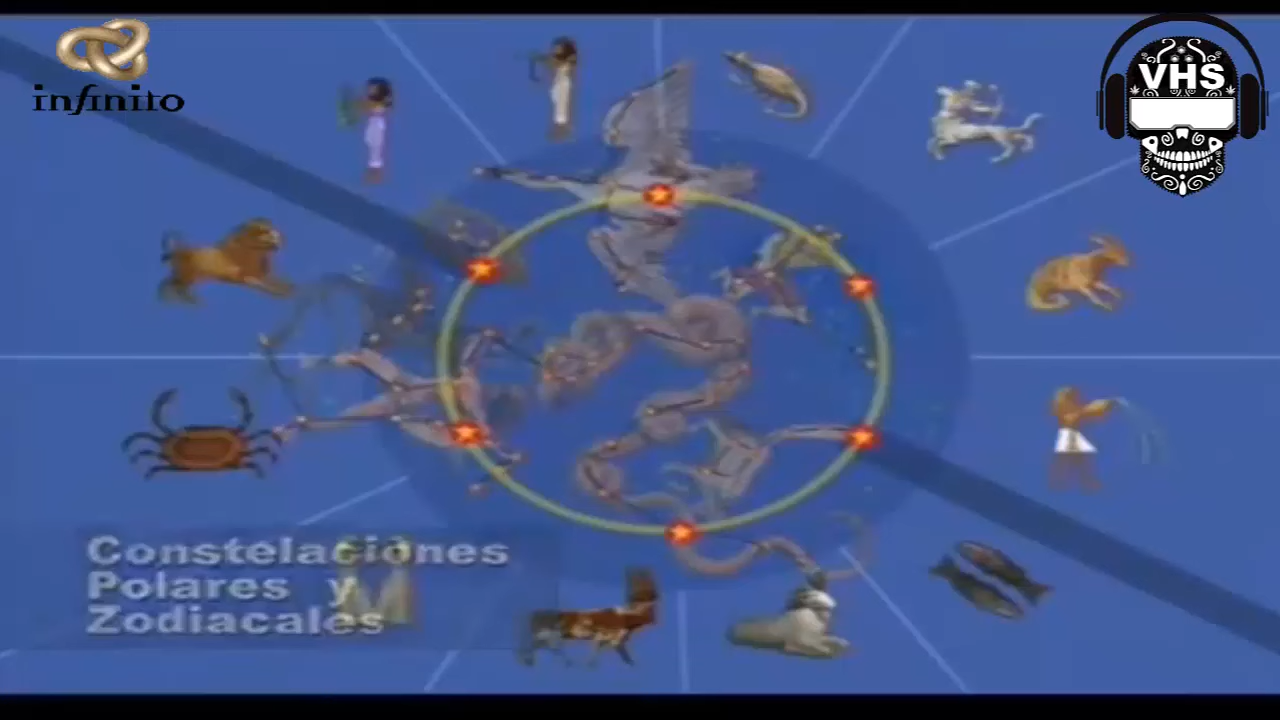 infinito
VHS
Constelaciones
Polares y
Zodiacales